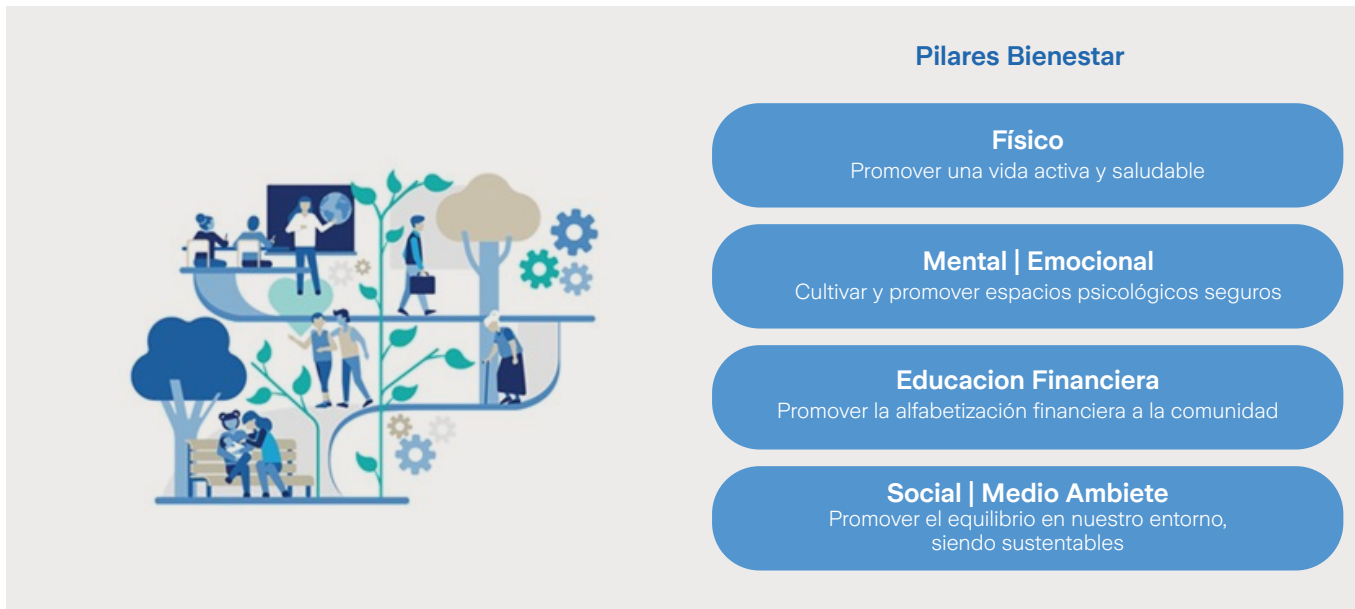 Pilares Bienestar
Físico
Promover una vida activa y saludable
Mental | Emocional
Cultivar y promover espacios psicológicos seguros
Educacion Financiera
Promover la alfabetización financiera a la comunidad
Social | Medio Ambiete
Promover el equilibrio en nuestro entorno,
siendo sustentables